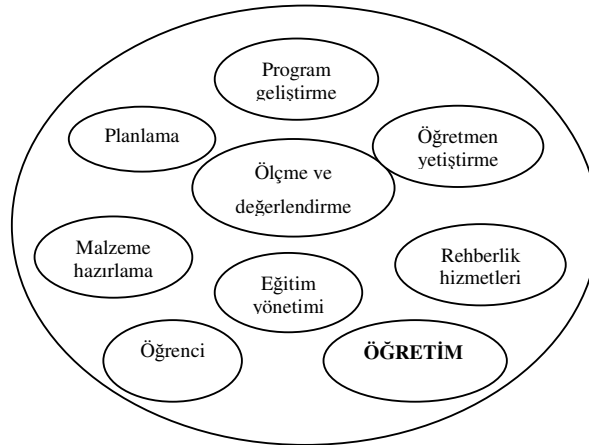 Program
geliştirme
Planlama
Öğretmen
yetiştirme
Ölçme ve
değerlendirme
Malzeme
hazırlama
Rehberlik
hizmetleri
Eğitim
yönetimi
Öğrenci
ÖĞRETİM